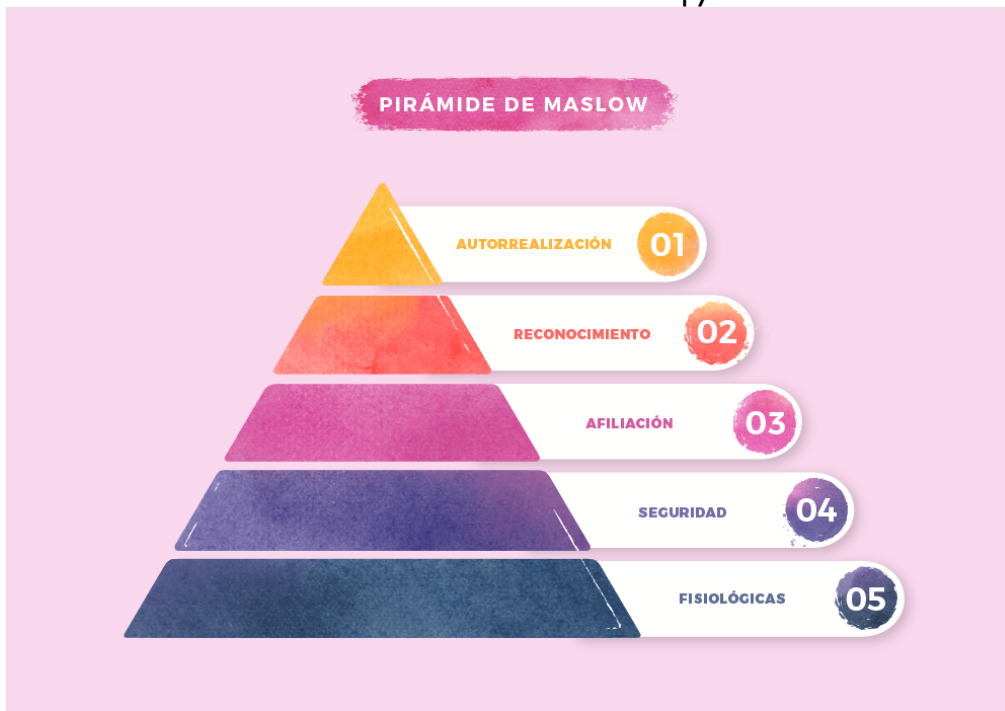 PIRÁMIDE DE MASLOW
AUTORREALIZACIÓN 01
RECONOCIMIENTO 02
AFILIACIÓN 03
SEGURIDAD 04
FISIOLÓGICAS 05